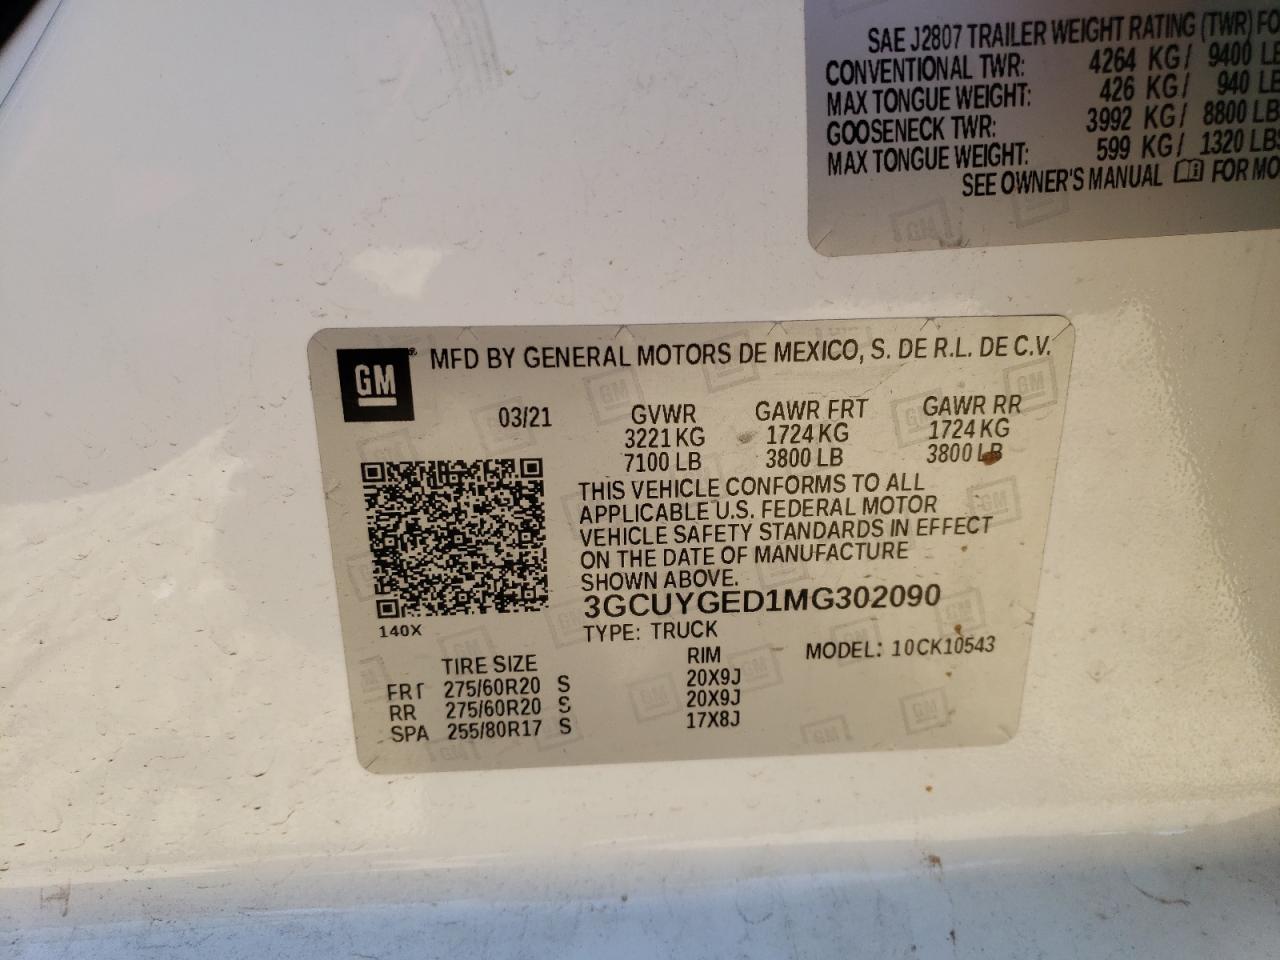 SAE J2807 TRAILER WEIGHT RATING (TWR)
CONVENTIONAL TWR: 4264 KG/ 9400
MAX TONGUE WEIGHT: 426 KG/ 940
GOOSENECK TWR: 3992 KG/ 8800 LB
MAX TONGUE WEIGHT: 599 KG/ 1320 LB
SEE OWNER'S MANUAL FOR
GM
GM® MFD BY GENERAL MOTORS DE MEXICO, S. DE R.L. DE C.V.
03/21 GVWR GAWR FRT GAWR RR
3221 KG 1724 KG 1724 KG
7100 LB 3800 LB 3800 LB
THIS VEHICLE CONFORMS TO ALL
APPLICABLE U.S. FEDERAL MOTOR
VEHICLE SAFETY STANDARDS IN EFFECT
ON THE DATE OF MANUFACTURE
SHOWN ABOVE.
3GCUYGED1MG302090
140X
TYPE: TRUCK
MODEL: 10CK10543
TIRE SIZE RIM
FRT 275/60R20 S 20X9J
RR 275/60R20 S 20X9J
SPA 255/80R17 S 17X8J